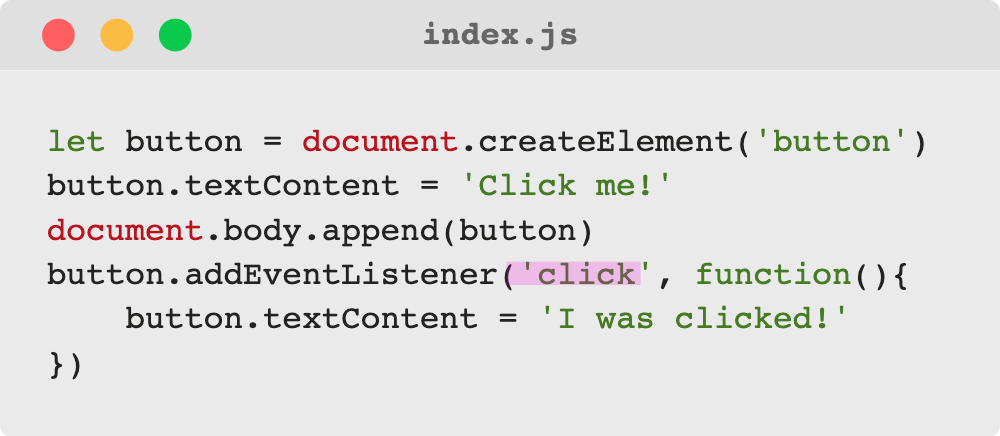 index.js
let button = document.createElement('button')
button.textContent = 'Click me!'
document.body.append(button)
button.addEventListener('click', function(){
    button.textContent = 'I was clicked!'
})